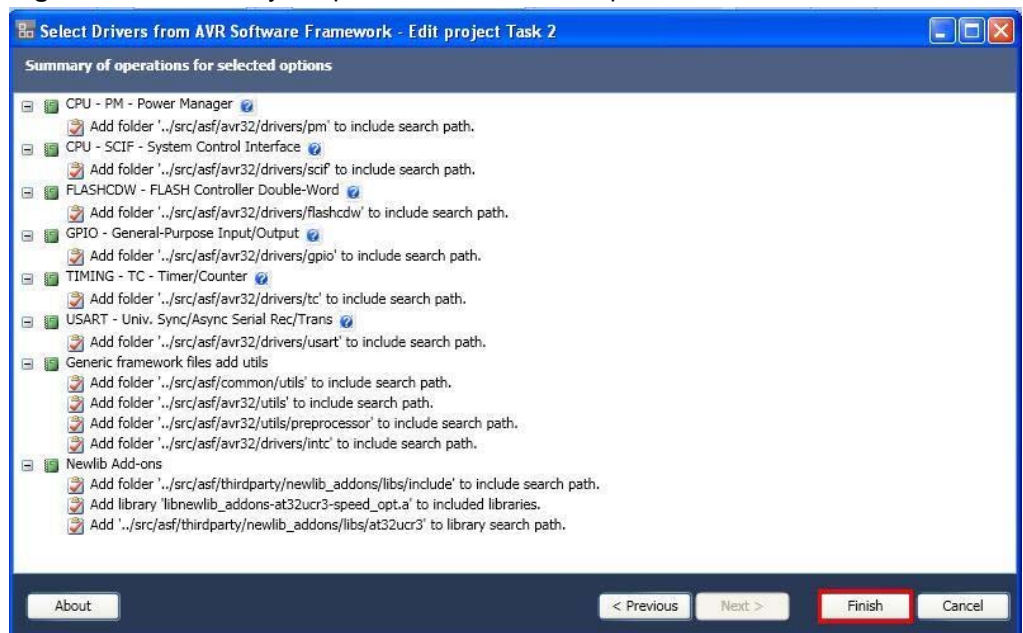 Select Drivers from AVR Software Framework - Edit project Task 2
Summary of operations for selected options
CPU - PM - Power Manager
Add folder '../src/asf/avr32/drivers/pm' to include search path.
CPU - SCIF - System Control Interface
Add folder '../src/asf/avr32/drivers/scif' to include search path.
FLASHCDW - FLASH Controller Double-Word
Add folder '../src/asf/avr32/drivers/flashcdw' to include search path.
GPIO - General-Purpose Input/Output
Add folder '../src/asf/avr32/drivers/gpio' to include search path.
TIMING - TC - Timer/Counter
Add folder '../src/asf/avr32/drivers/tc' to include search path.
USART - Univ. Sync/Async Serial Rec/Trans
Add folder '../src/asf/avr32/drivers/usart' to include search path.
Generic framework files add utils
Add folder '../src/asf/common/utils' to include search path.
Add folder '../src/asf/avr32/utils' to include search path.
Add folder '../src/asf/avr32/utils/preprocessor' to include search path.
Add folder '../src/asf/avr32/drivers/intc' to include search path.
Newlib Add-ons
Add folder '../src/asf/thirdparty/newlib_addons/libs/include' to include search path.
Add library 'libnewlib_addons-at32ucr3-speed_opt.a' to included libraries.
Add '../src/asf/thirdparty/newlib_addons/libs/at32ucr3' to library search path.
About < Previous Next > Finish Cancel